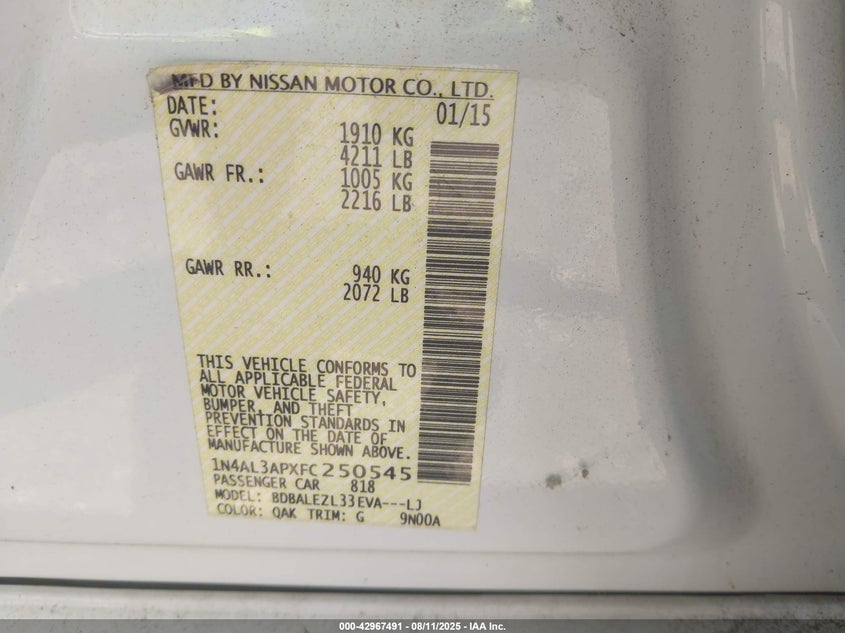 MFD BY NISSAN MOTOR CO., LTD.
DATE: 01/15
GVWR: 1910 KG
4211 LB
GAWR FR.: 1005 KG
2216 LB
GAWR RR.: 940 KG
2072 LB
THIS VEHICLE CONFORMS TO
ALL APPLICABLE FEDERAL
MOTOR VEHICLE SAFETY,
BUMPER, AND THEFT
PREVENTION STANDARDS IN
EFFECT ON THE DATE OF
MANUFACTURE SHOWN ABOVE.
1N4AL3APXFC250545
PASSENGER CAR 818
MODEL: BDBALEZL33EVA---LJ
COLOR: QAK TRIM: G 9N00A
000-42967491 - 08/11/2025 - IAA Inc.